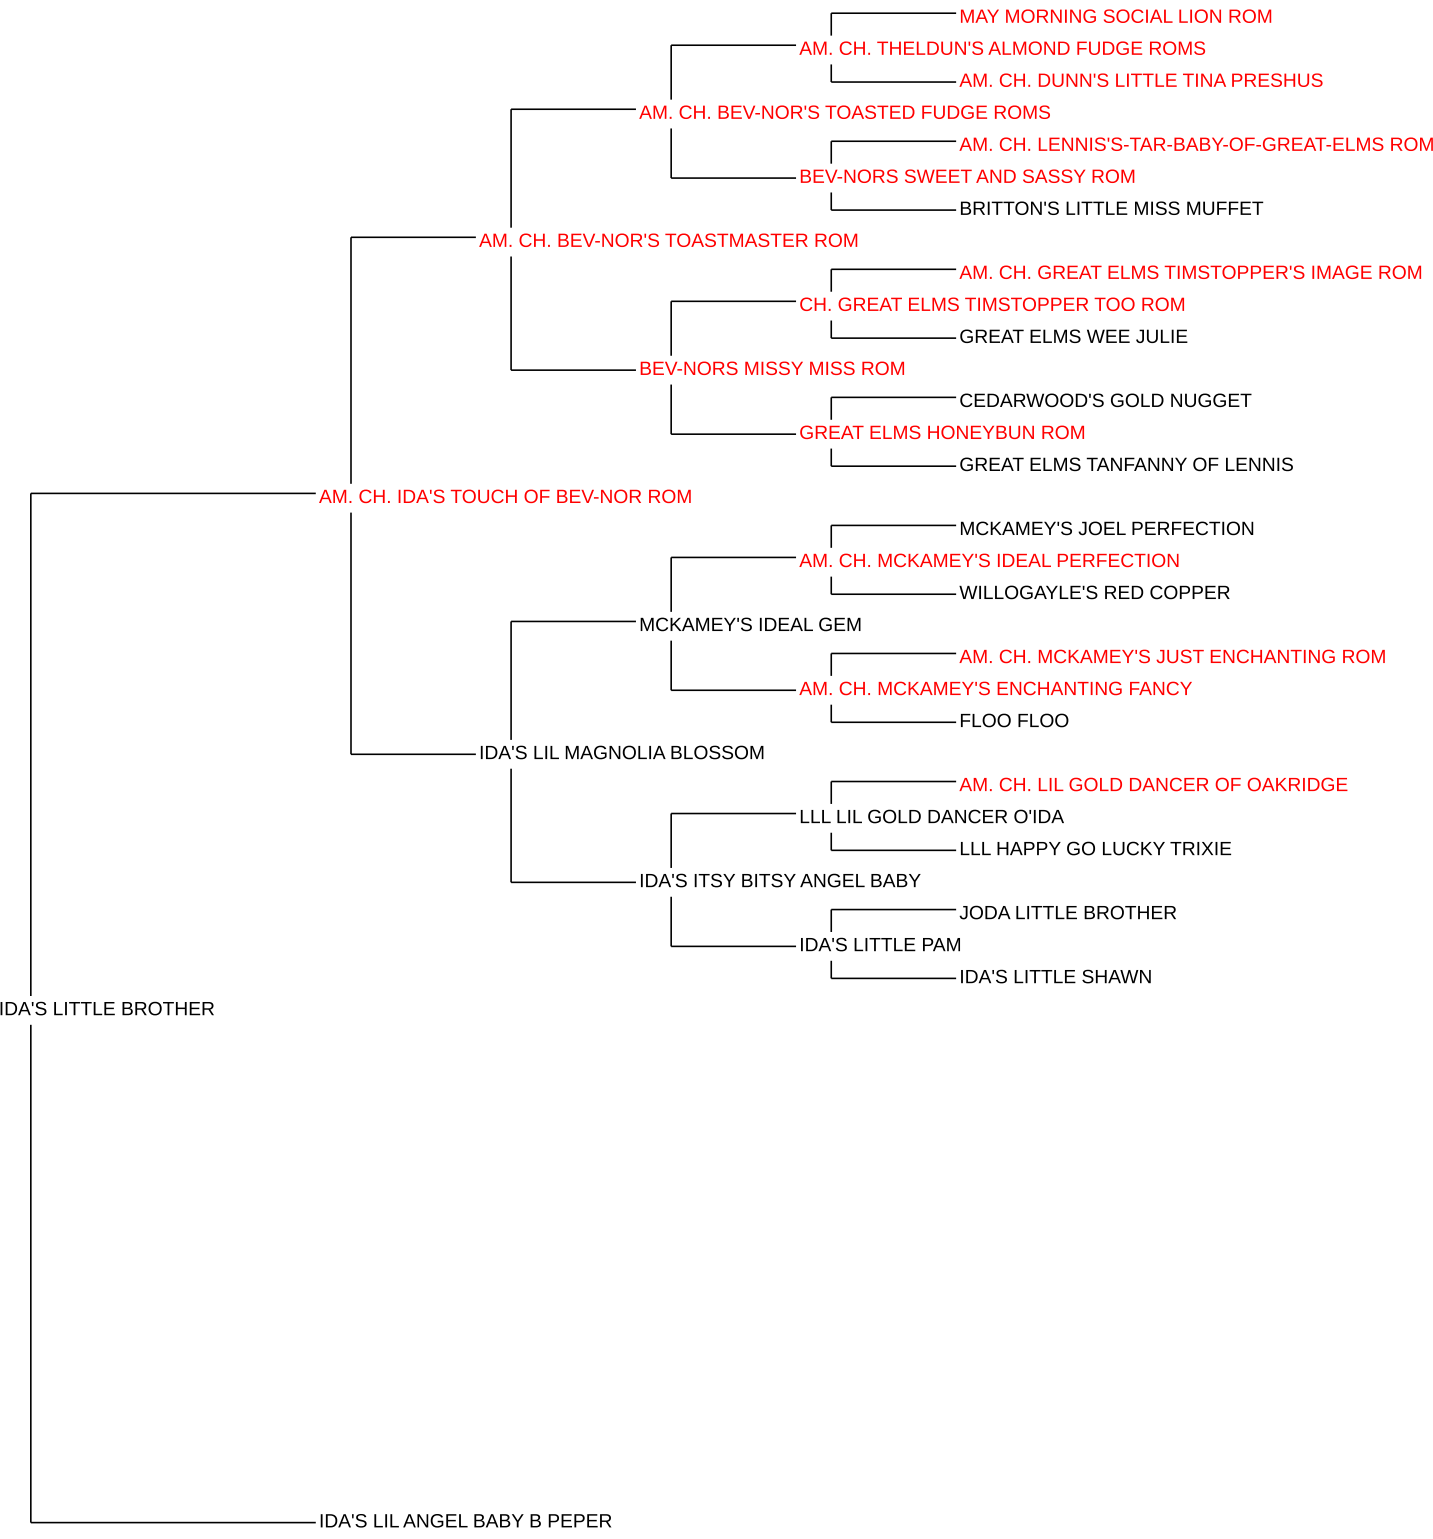 MAY MORNING SOCIAL LION ROM
AM. CH. THELDUN'S ALMOND FUDGE ROMS
AM. CH. DUNN'S LITTLE TINA PRESHUS
AM. CH. BEV-NOR'S TOASTED FUDGE ROMS
AM. CH. LENNIS'S-TAR-BABY-OF-GREAT-ELMS ROM
BEV-NORS SWEET AND SASSY ROM
BRITTON'S LITTLE MISS MUFFET
AM. CH. BEV-NOR'S TOASTMASTER ROM
AM. CH. GREAT ELMS TIMSTOPPER'S IMAGE ROM
CH. GREAT ELMS TIMSTOPPER TOO ROM
GREAT ELMS WEE JULIE
BEV-NORS MISSY MISS ROM
CEDARWOOD'S GOLD NUGGET
GREAT ELMS HONEYBUN ROM
GREAT ELMS TANFANNY OF LENNIS
AM. CH. IDA'S TOUCH OF BEV-NOR ROM
MCKAMEY'S JOEL PERFECTION
AM. CH. MCKAMEY'S IDEAL PERFECTION
WILLOGAYLE'S RED COPPER
MCKAMEY'S IDEAL GEM
AM. CH. MCKAMEY'S JUST ENCHANTING ROM
AM. CH. MCKAMEY'S ENCHANTING FANCY
FLOO FLOO
IDA'S LIL MAGNOLIA BLOSSOM
AM. CH. LIL GOLD DANCER OF OAKRIDGE
LLL LIL GOLD DANCER O'IDA
LLL HAPPY GO LUCKY TRIXIE
IDA'S ITSY BITSY ANGEL BABY
JODA LITTLE BROTHER
IDA'S LITTLE PAM
IDA'S LITTLE SHAWN
IDA'S LITTLE BROTHER
IDA'S LIL ANGEL BABY B PEPER